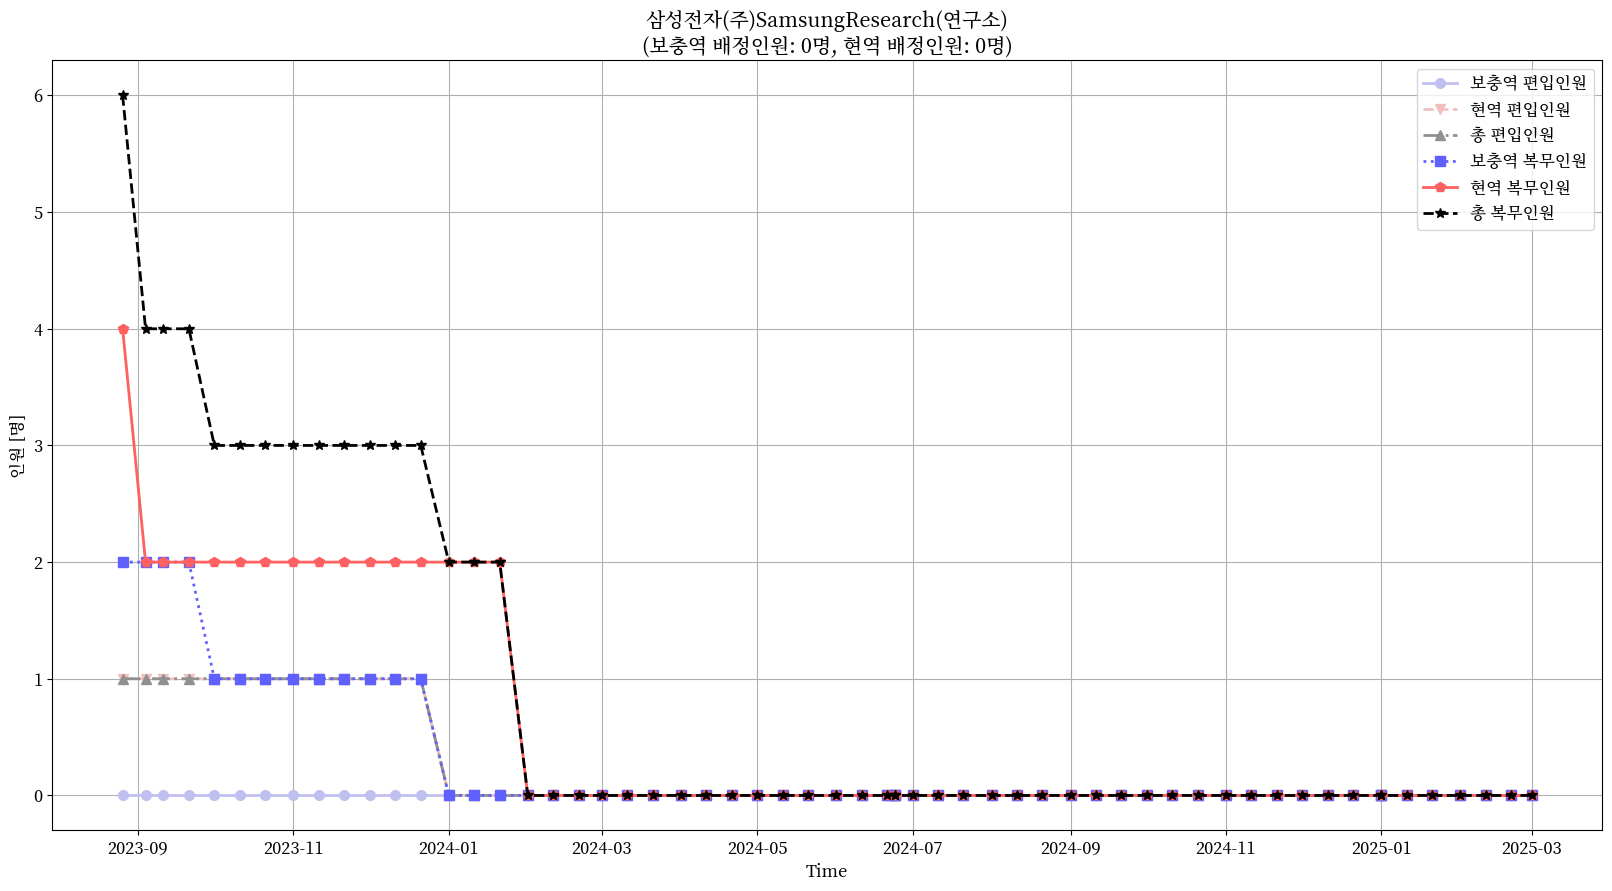 삼성전자(주)SamsungResearch(연구소)
(보충역 배정인원: 0명, 현역 배정인원: 0명)
보충역 편입인원
현역 편입인원
총 편입인원
보충역 복무인원
현역 복무인원
총 복무인원
인원 [명]
6
5
4
3
2
1
0
2023-09
2023-11
2024-01
2024-03
2024-05
2024-07
2024-09
2024-11
2025-01
2025-03
Time